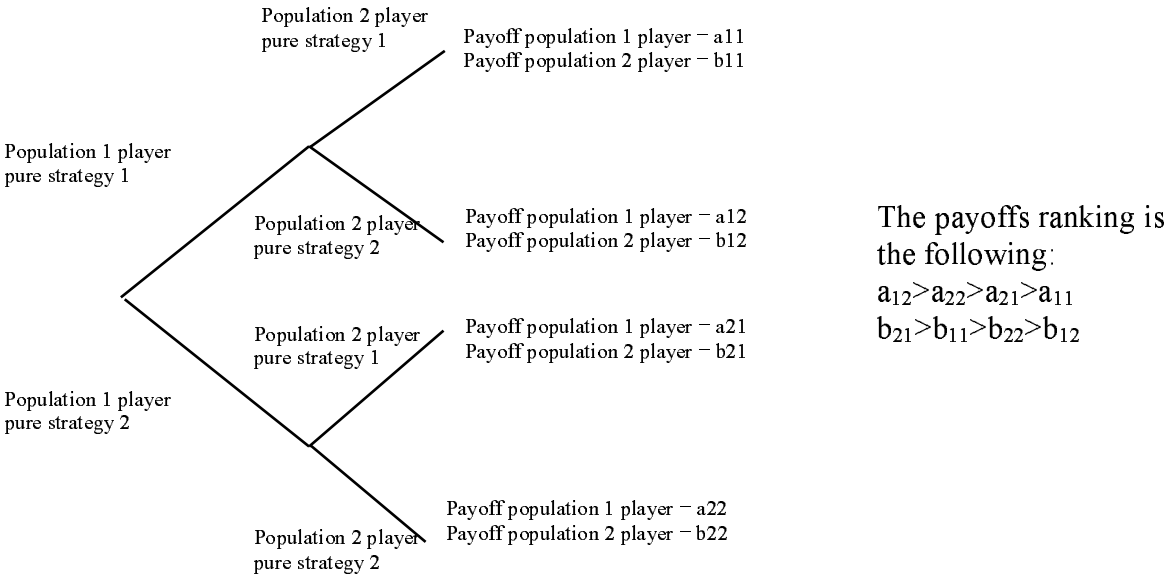 Population 2 player
pure strategy 1
Payoff population 1 player – a11
Payoff population 2 player – b11
Population 1 player
pure strategy 1
Population 2 player
pure strategy 2
Payoff population 1 player – a12
Payoff population 2 player – b12
The payoffs ranking is
the following:
a12>a22>a21>a11
b21>b11>b22>b12
Population 2 player
pure strategy 1
Payoff population 1 player – a21
Payoff population 2 player – b21
Population 1 player
pure strategy 2
Payoff population 1 player – a22
Payoff population 2 player – b22
Population 2 player
pure strategy 2